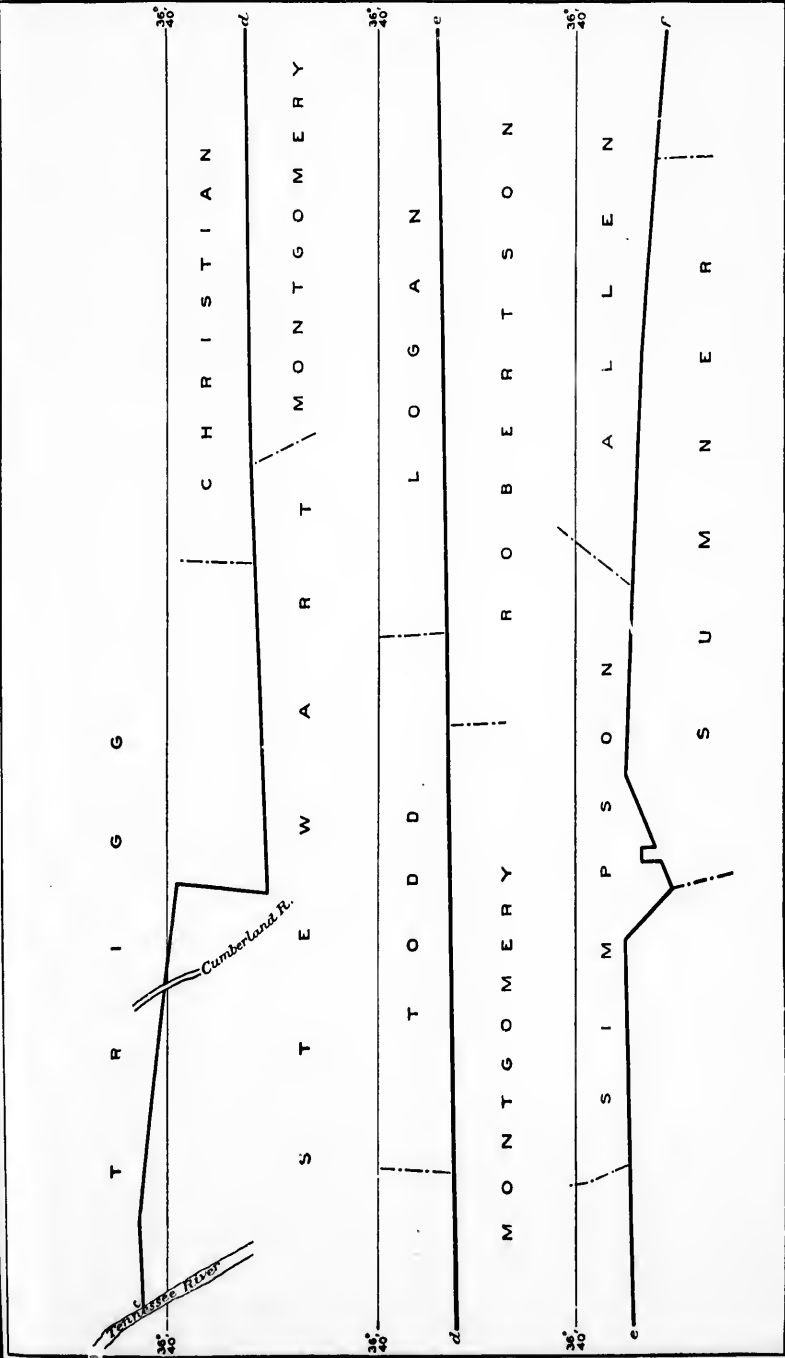 36° 40'
36° 40'
TRIGG
CHRISTIAN
c
d
Tennessee River
Cumberland R.
STEWART
MONTGOMERY
36° 40'
36° 40'
TODD
LOGAN
d
e
MONTGOMERY
ROBERTSON
36° 40'
36° 40'
SIMPSON
ALLEN
e
f
SUMNER